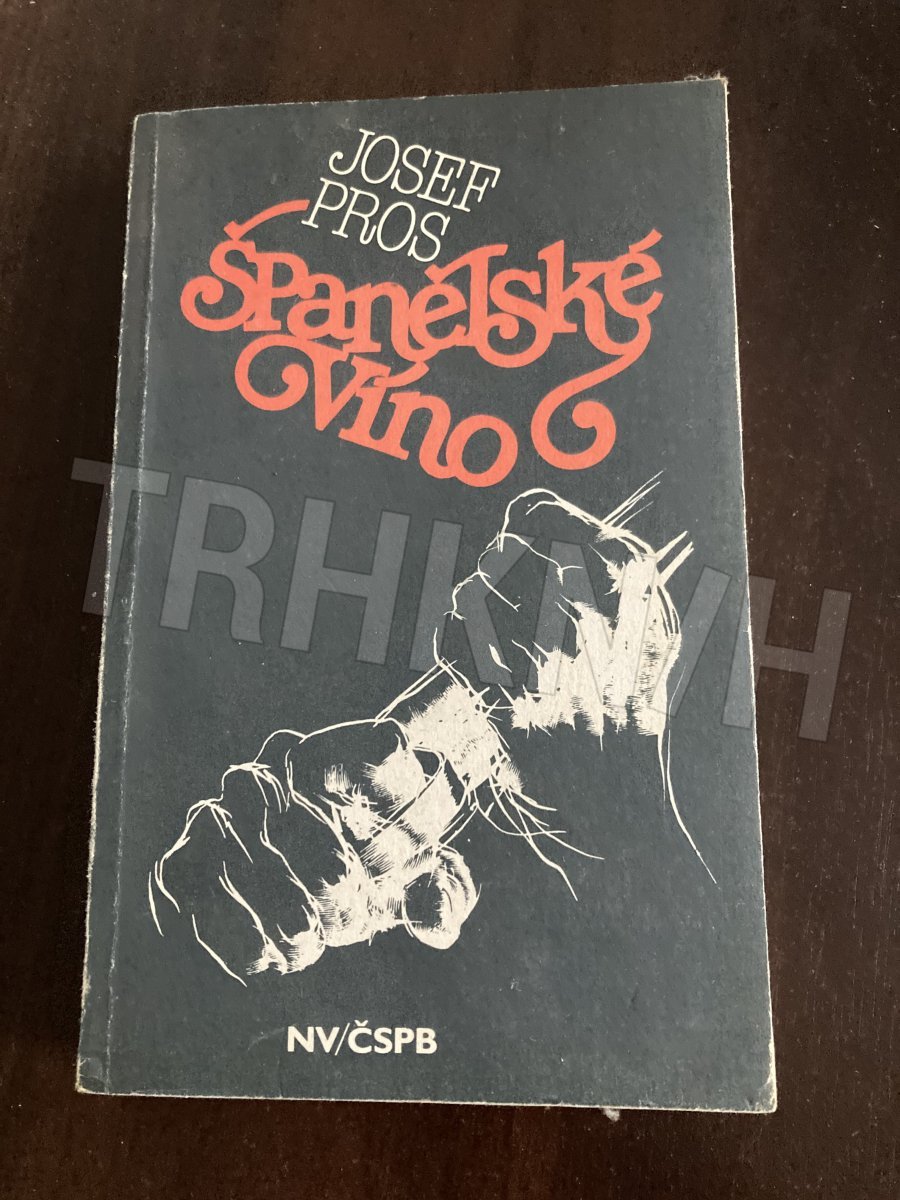 JOSEF
PROS
Španělské
víno
TRHKNIH
NV/ČSPB